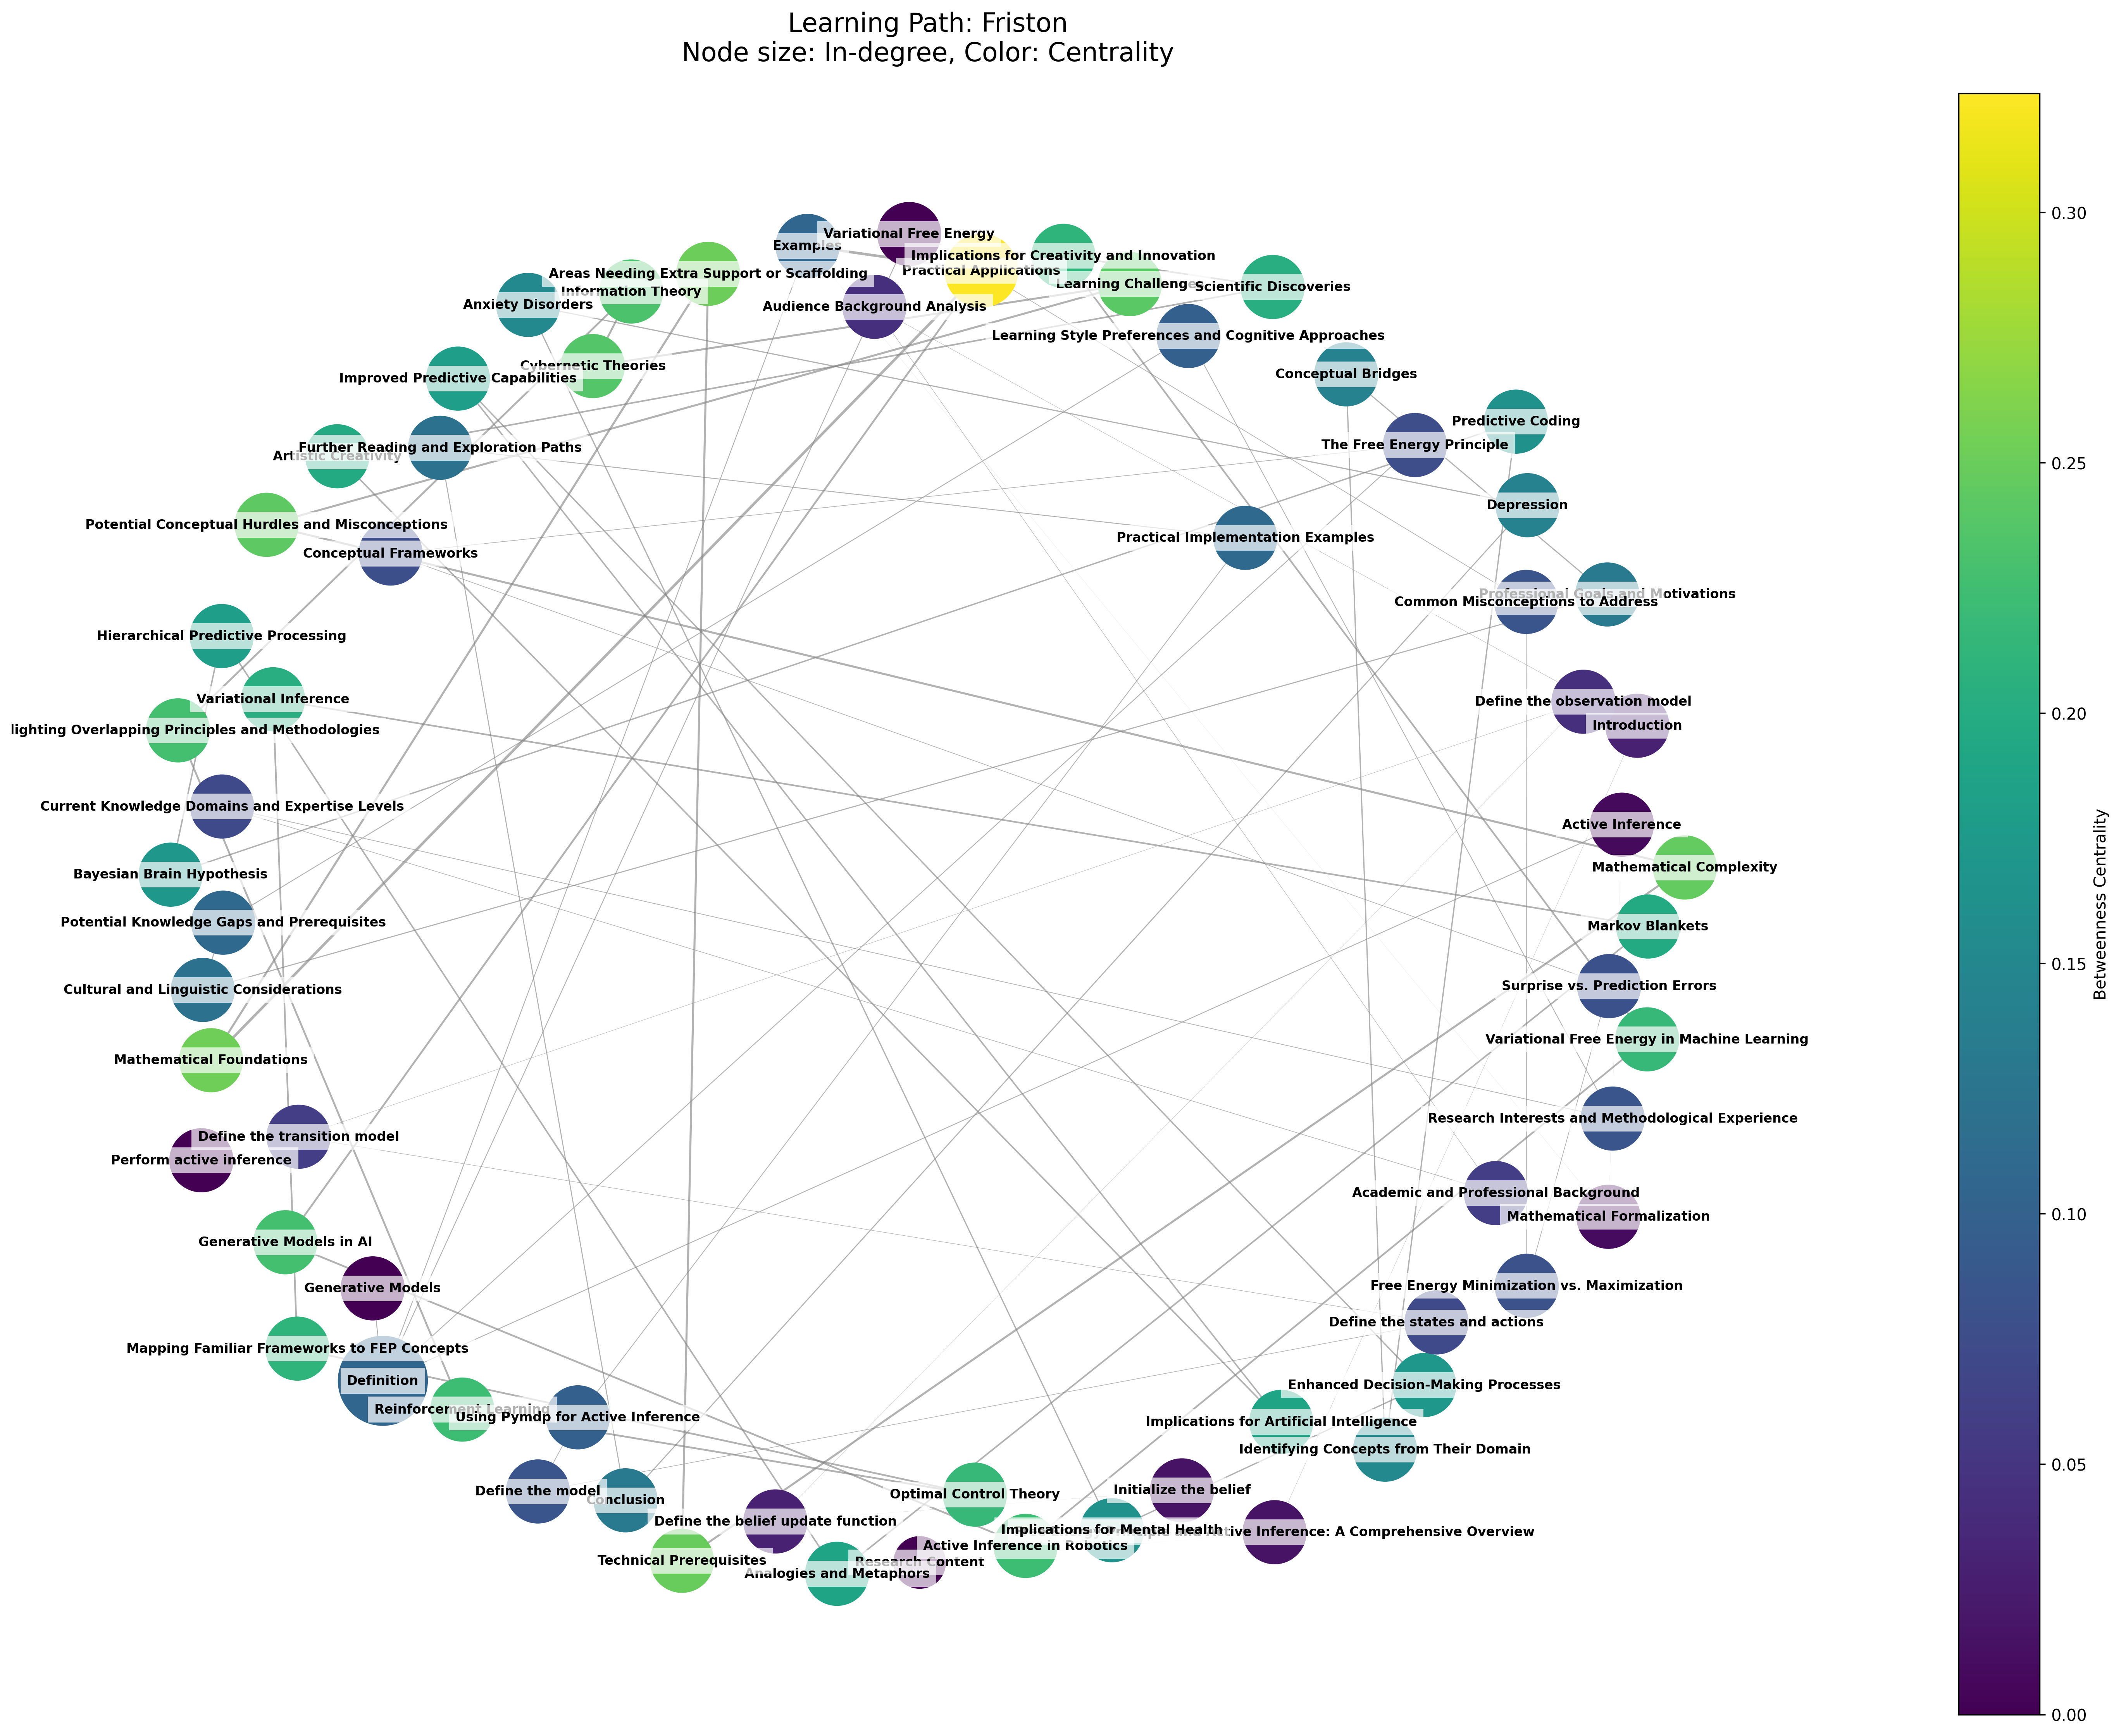 Learning Path: Friston
Node size: In-degree, Color: Centrality
Variational Free Energy
Examples
Implications for Creativity and Innovation
Practical Applications
Areas Needing Extra Support or Scaffolding
Information Theory
Learning Challenges
Scientific Discoveries
Anxiety Disorders
Audience Background Analysis
Learning Style Preferences and Cognitive Approaches
Cybernetic Theories
Improved Predictive Capabilities
Conceptual Bridges
Predictive Coding
The Free Energy Principle
Further Reading and Exploration Paths
Artistic Creativity
Depression
Potential Conceptual Hurdles and Misconceptions
Practical Implementation Examples
Conceptual Frameworks
Professional Goals and Motivations
Common Misconceptions to Address
Hierarchical Predictive Processing
Variational Inference
Define the observation model
Introduction
lighting Overlapping Principles and Methodologies
Current Knowledge Domains and Expertise Levels
Active Inference
Mathematical Complexity
Bayesian Brain Hypothesis
Potential Knowledge Gaps and Prerequisites
Markov Blankets
Cultural and Linguistic Considerations
Surprise vs. Prediction Errors
Variational Free Energy in Machine Learning
Mathematical Foundations
Research Interests and Methodological Experience
Define the transition model
Perform active inference
Academic and Professional Background
Mathematical Formalization
Generative Models in AI
Generative Models
Free Energy Minimization vs. Maximization
Define the states and actions
Mapping Familiar Frameworks to FEP Concepts
Definition
Enhanced Decision-Making Processes
Reinforcement Learning
Using Pymdp for Active Inference
Implications for Artificial Intelligence
Identifying Concepts from Their Domain
Define the model
Conclusion
Optimal Control Theory
Initialize the belief
Define the belief update function
Implications for Mental Health
Active Inference: A Comprehensive Overview
Active Inference in Robotics
Technical Prerequisites
Research Content
Analogies and Metaphors
0.30
0.25
0.20
0.15
0.10
0.05
0.00
Betweenness Centrality